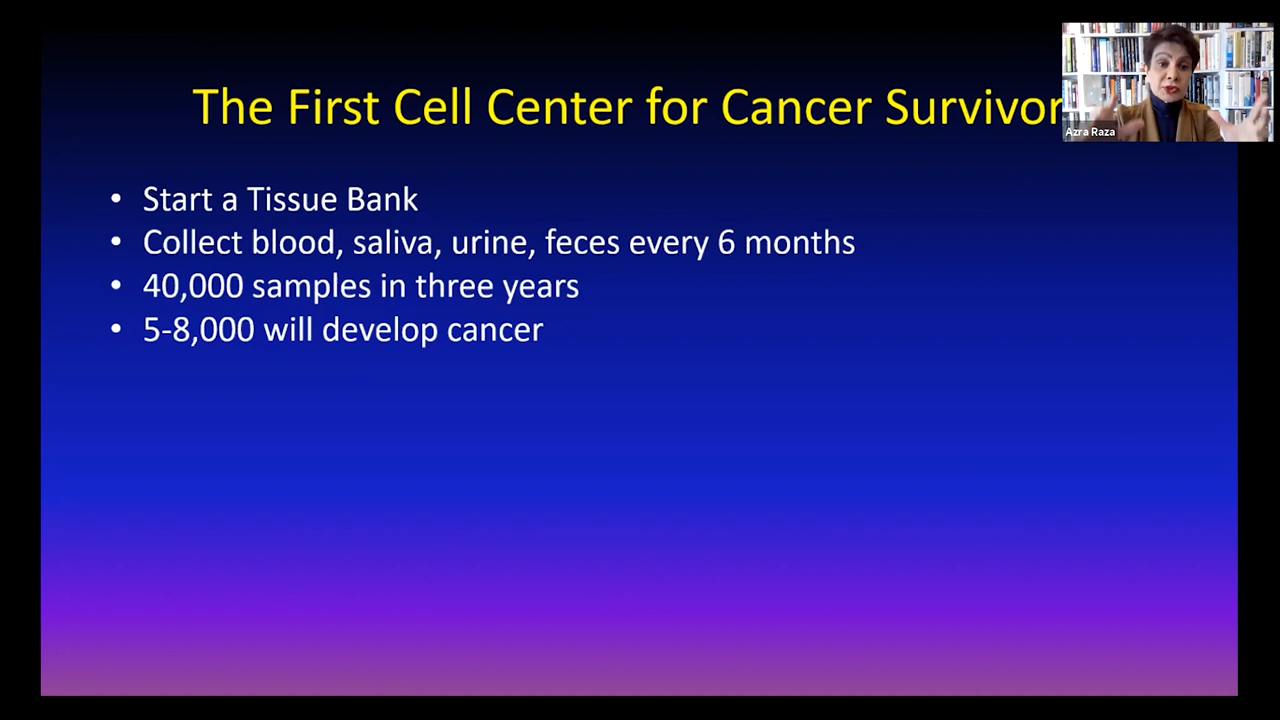 The First Cell Center for Cancer Survivor
Azra Raza
• Start a Tissue Bank
• Collect blood, saliva, urine, feces every 6 months
• 40,000 samples in three years
• 5-8,000 will develop cancer